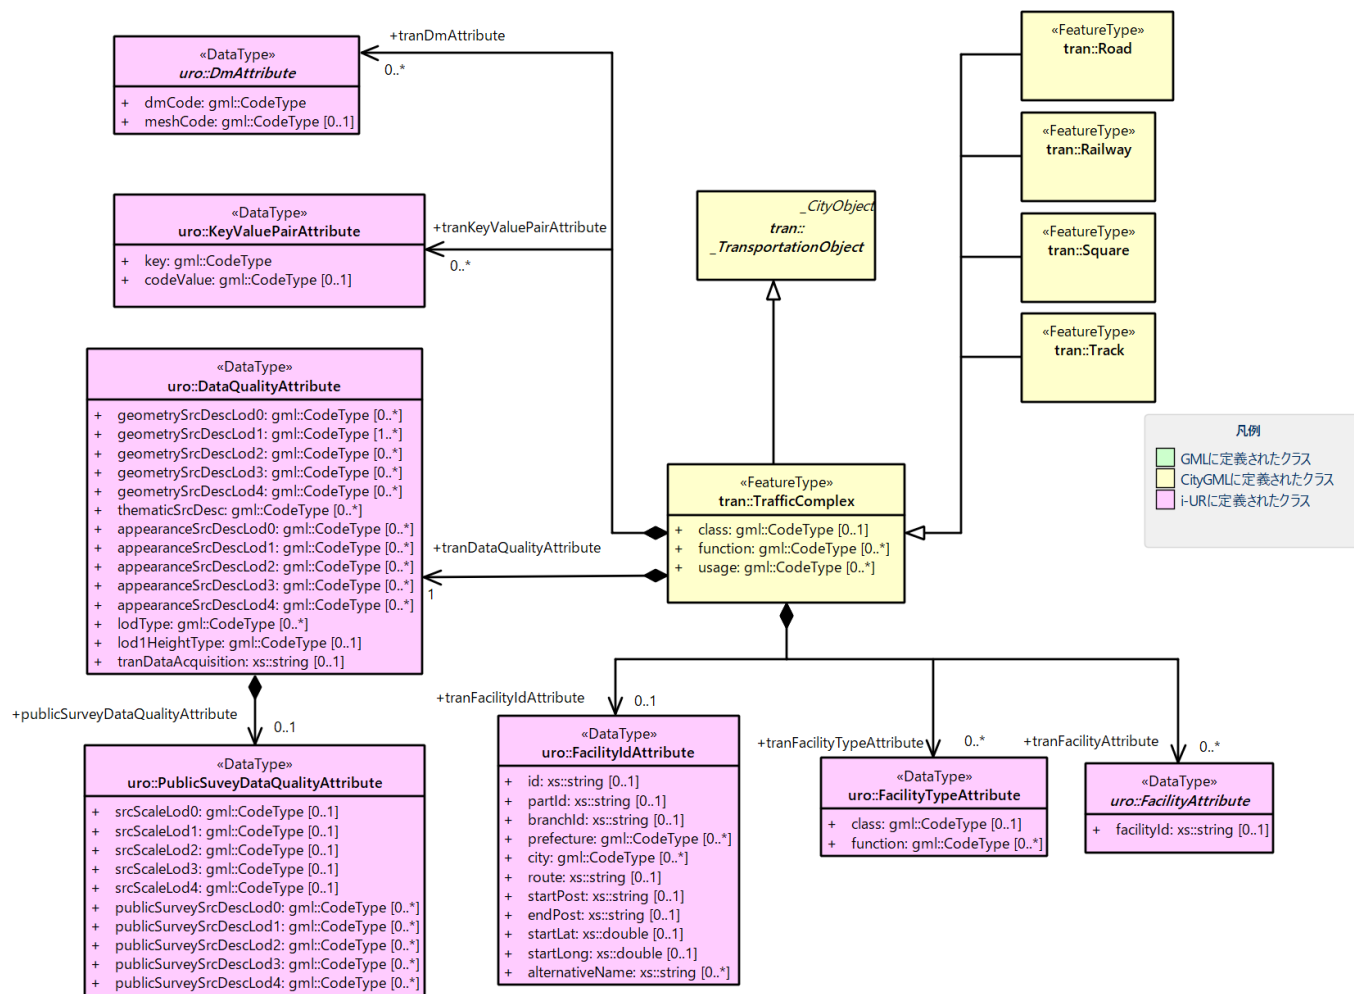 +tranDmAttribute
0..*
«DataType»
uro::DmAttribute
+ dmCode: gml::CodeType
+ meshCode: gml::CodeType [0..1]
«FeatureType»
tran::Road
«FeatureType»
tran::Railway
«FeatureType»
tran::Square
«FeatureType»
tran::Track
«DataType»
uro::KeyValuePairAttribute
+ key: gml::CodeType
+ codeValue: gml::CodeType [0..1]
+tranKeyValuePairAttribute
0..*
_CityObject
tran::
_TransportationObject
«DataType»
uro::DataQualityAttribute
+ geometrySrcDescLod0: gml::CodeType [0..*]
+ geometrySrcDescLod1: gml::CodeType [1..*]
+ geometrySrcDescLod2: gml::CodeType [0..*]
+ geometrySrcDescLod3: gml::CodeType [0..*]
+ geometrySrcDescLod4: gml::CodeType [0..*]
+ thematicSrcDesc: gml::CodeType [0..*]
+ appearanceSrcDescLod0: gml::CodeType [0..*]
+ appearanceSrcDescLod1: gml::CodeType [0..*]
+ appearanceSrcDescLod2: gml::CodeType [0..*]
+ appearanceSrcDescLod3: gml::CodeType [0..*]
+ appearanceSrcDescLod4: gml::CodeType [0..*]
+ lodType: gml::CodeType [0..*]
+ lod1HeightType: gml::CodeType [0..1]
+ tranDataAcquisition: xs::string [0..1]
+tranDataQualityAttribute
1
«FeatureType»
tran::TrafficComplex
+ class: gml::CodeType [0..1]
+ function: gml::CodeType [0..*]
+ usage: gml::CodeType [0..*]
凡例
GMLに定義されたクラス
CityGMLに定義されたクラス
i-URに定義されたクラス
+publicSurveyDataQualityAttribute
0..1
«DataType»
uro::PublicSuveyDataQualityAttribute
+ srcScaleLod0: gml::CodeType [0..1]
+ srcScaleLod1: gml::CodeType [0..1]
+ srcScaleLod2: gml::CodeType [0..1]
+ srcScaleLod3: gml::CodeType [0..1]
+ srcScaleLod4: gml::CodeType [0..1]
+ publicSurveySrcDescLod0: gml::CodeType [0..*]
+ publicSurveySrcDescLod1: gml::CodeType [0..*]
+ publicSurveySrcDescLod2: gml::CodeType [0..*]
+ publicSurveySrcDescLod3: gml::CodeType [0..*]
+ publicSurveySrcDescLod4: gml::CodeType [0..*]
+tranFacilityIdAttribute
0..1
«DataType»
uro::FacilityIdAttribute
+ id: xs::string [0..1]
+ partId: xs::string [0..1]
+ branchId: xs::string [0..1]
+ prefecture: gml::CodeType [0..*]
+ city: gml::CodeType [0..*]
+ route: xs::string [0..1]
+ startPost: xs::string [0..1]
+ endPost: xs::string [0..1]
+ startLat: xs::double [0..1]
+ startLong: xs::double [0..1]
+ alternativeName: xs::string [0..*]
+tranFacilityTypeAttribute
0..*
«DataType»
uro::FacilityTypeAttribute
+ class: gml::CodeType [0..1]
+ function: gml::CodeType [0..*]
+tranFacilityAttribute
0..*
«DataType»
uro::FacilityAttribute
+ facilityId: xs::string [0..1]